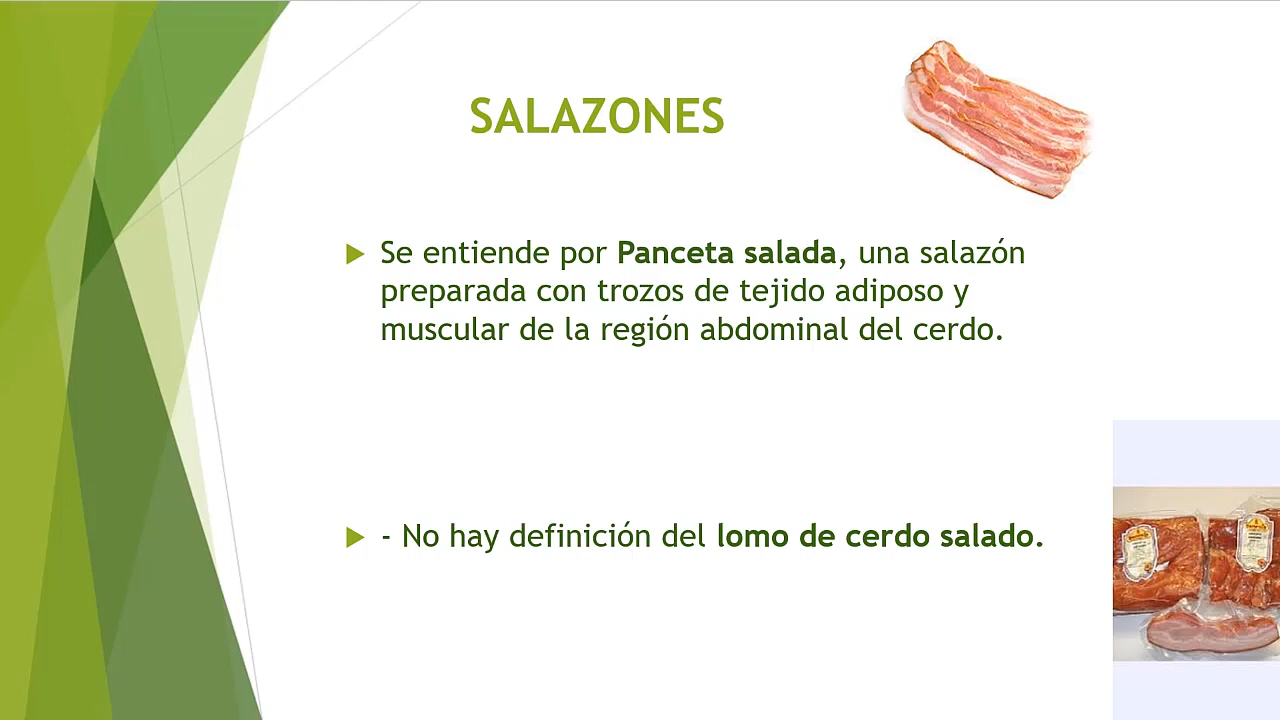 SALAZONES
Se entiende por Panceta salada, una salazón
preparada con trozos de tejido adiposo y
muscular de la región abdominal del cerdo.
- No hay definición del lomo de cerdo salado.